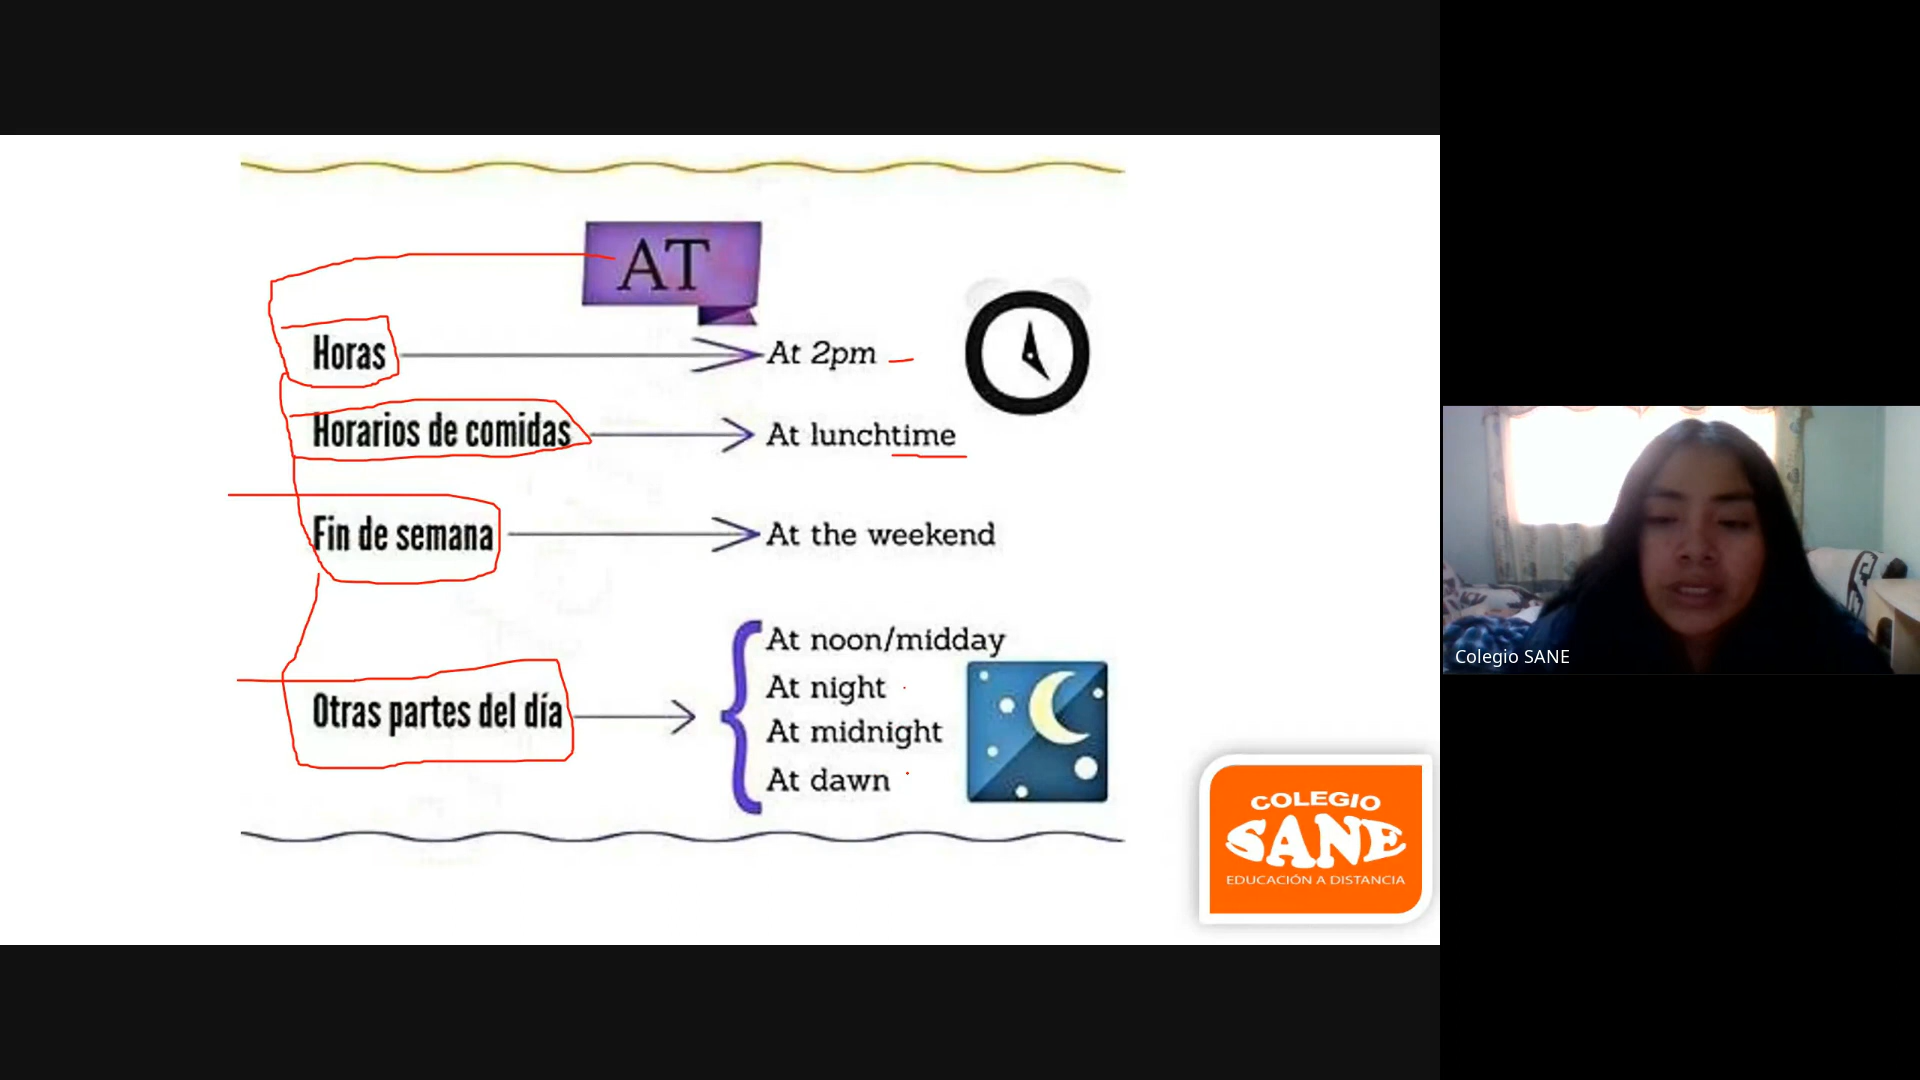 AT
Horas At 2pm
Horarios de comidas At lunchtime
Fin de semana At the weekend
At noon/midday
At night
Otras partes del día
At midnight
At dawn
COLEGIO
SANE
EDUCACIÓN A DISTANCIA
Colegio SANE